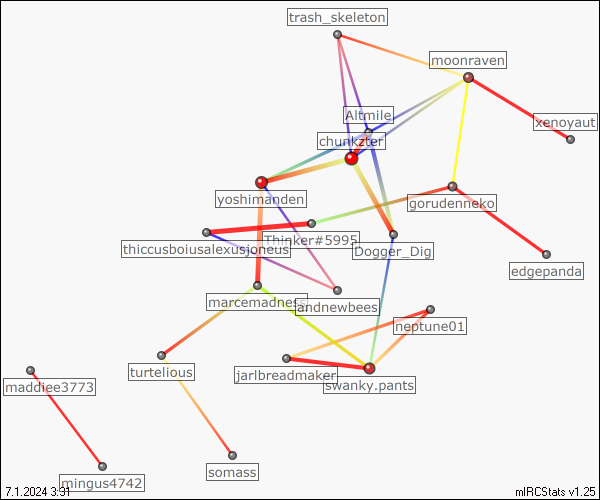 trash_skeleton
moonraven
Altmile
xenoyaut
chunkzter
yoshimanden
gorudenneko
Thinker#5995
thiccusboiusalexusjoneus
Dogger_Dig
edgepanda
marcemadness
andnewbees
neptune01
turtelious
jarlbreadmaker
swanky.pants
maddiee3773
somass
mingus4742
7.1.2024 3:31
mIRCStats v1.25